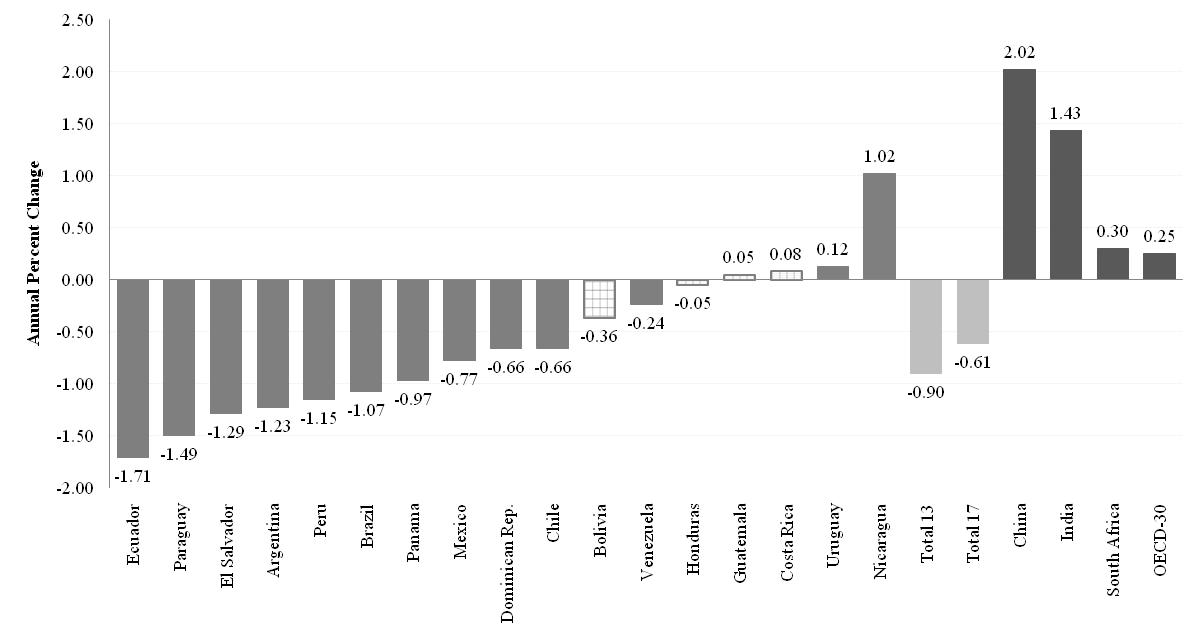 2.50
2.00
1.50
1.00
0.50
0.00
-0.50
-1.00
-1.50
-2.00
Annual Percent Change
-1.71
-1.49
-1.29
-1.23
-1.15
-1.07
-0.97
-0.77
-0.66
-0.66
-0.36
-0.24
-0.05
0.05
0.08
0.12
1.02
-0.90
-0.61
2.02
1.43
0.30
0.25
Ecuador
Paraguay
El Salvador
Argentina
Peru
Brazil
Panama
Mexico
Dominican Rep.
Chile
Bolivia
Venezuela
Honduras
Guatemala
Costa Rica
Uruguay
Nicaragua
Total 13
Total 17
China
India
South Africa
OECD-30